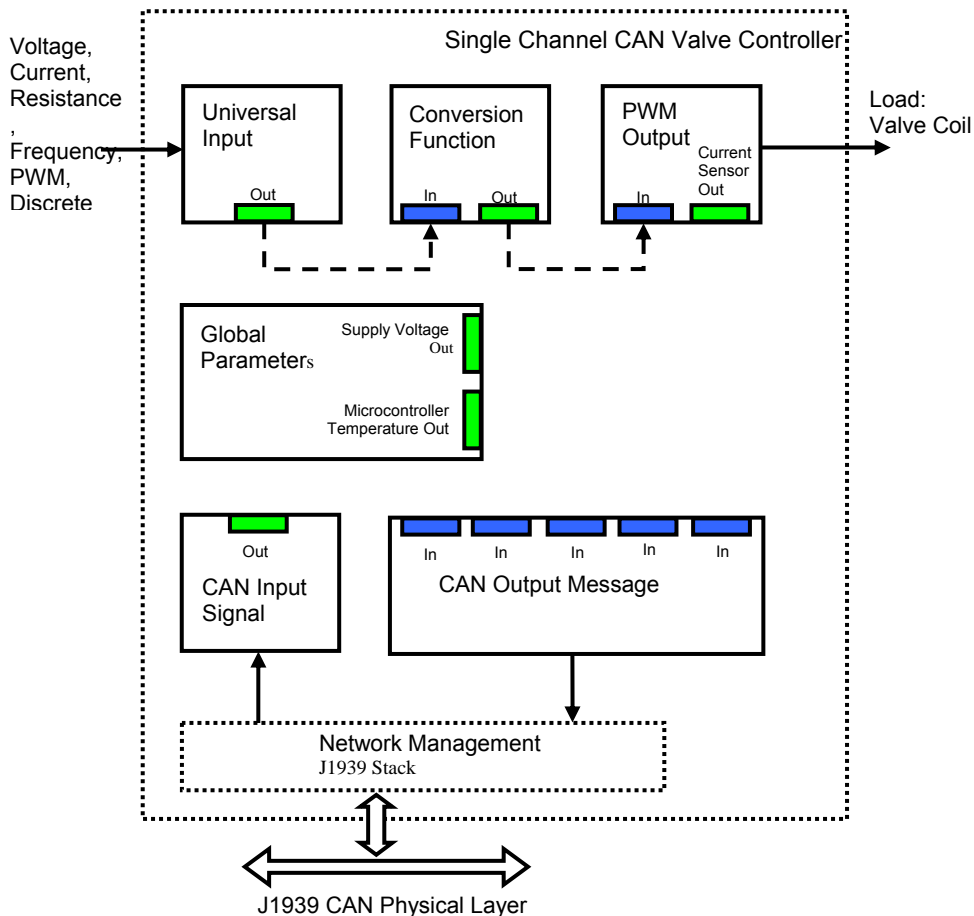 Single Channel CAN Valve Controller
Voltage,
Current,
Resistance
,
Frequency,
PWM,
Discrete
Universal
Input
Out
Conversion
Function
In
Out
PWM
Output
Current
Sensor
Out
In
Load:
Valve Coil
Global
Parameters
Supply Voltage
Out
Microcontroller
Temperature Out
Out
CAN Input
Signal
In
In
In
In
In
CAN Output Message
Network Management
J1939 Stack
J1939 CAN Physical Layer